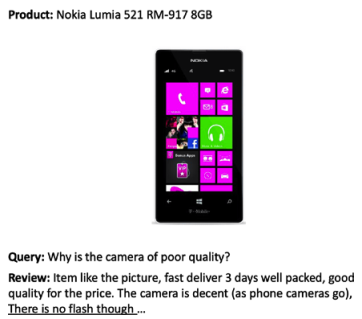 Product: Nokia Lumia 521 RM-917 8GB
NOKIA
T-Mobile
Query: Why is the camera of poor quality?
Review: Item like the picture, fast deliver 3 days well packed, good
quality for the price. The camera is decent (as phone cameras go),
There is no flash though ...